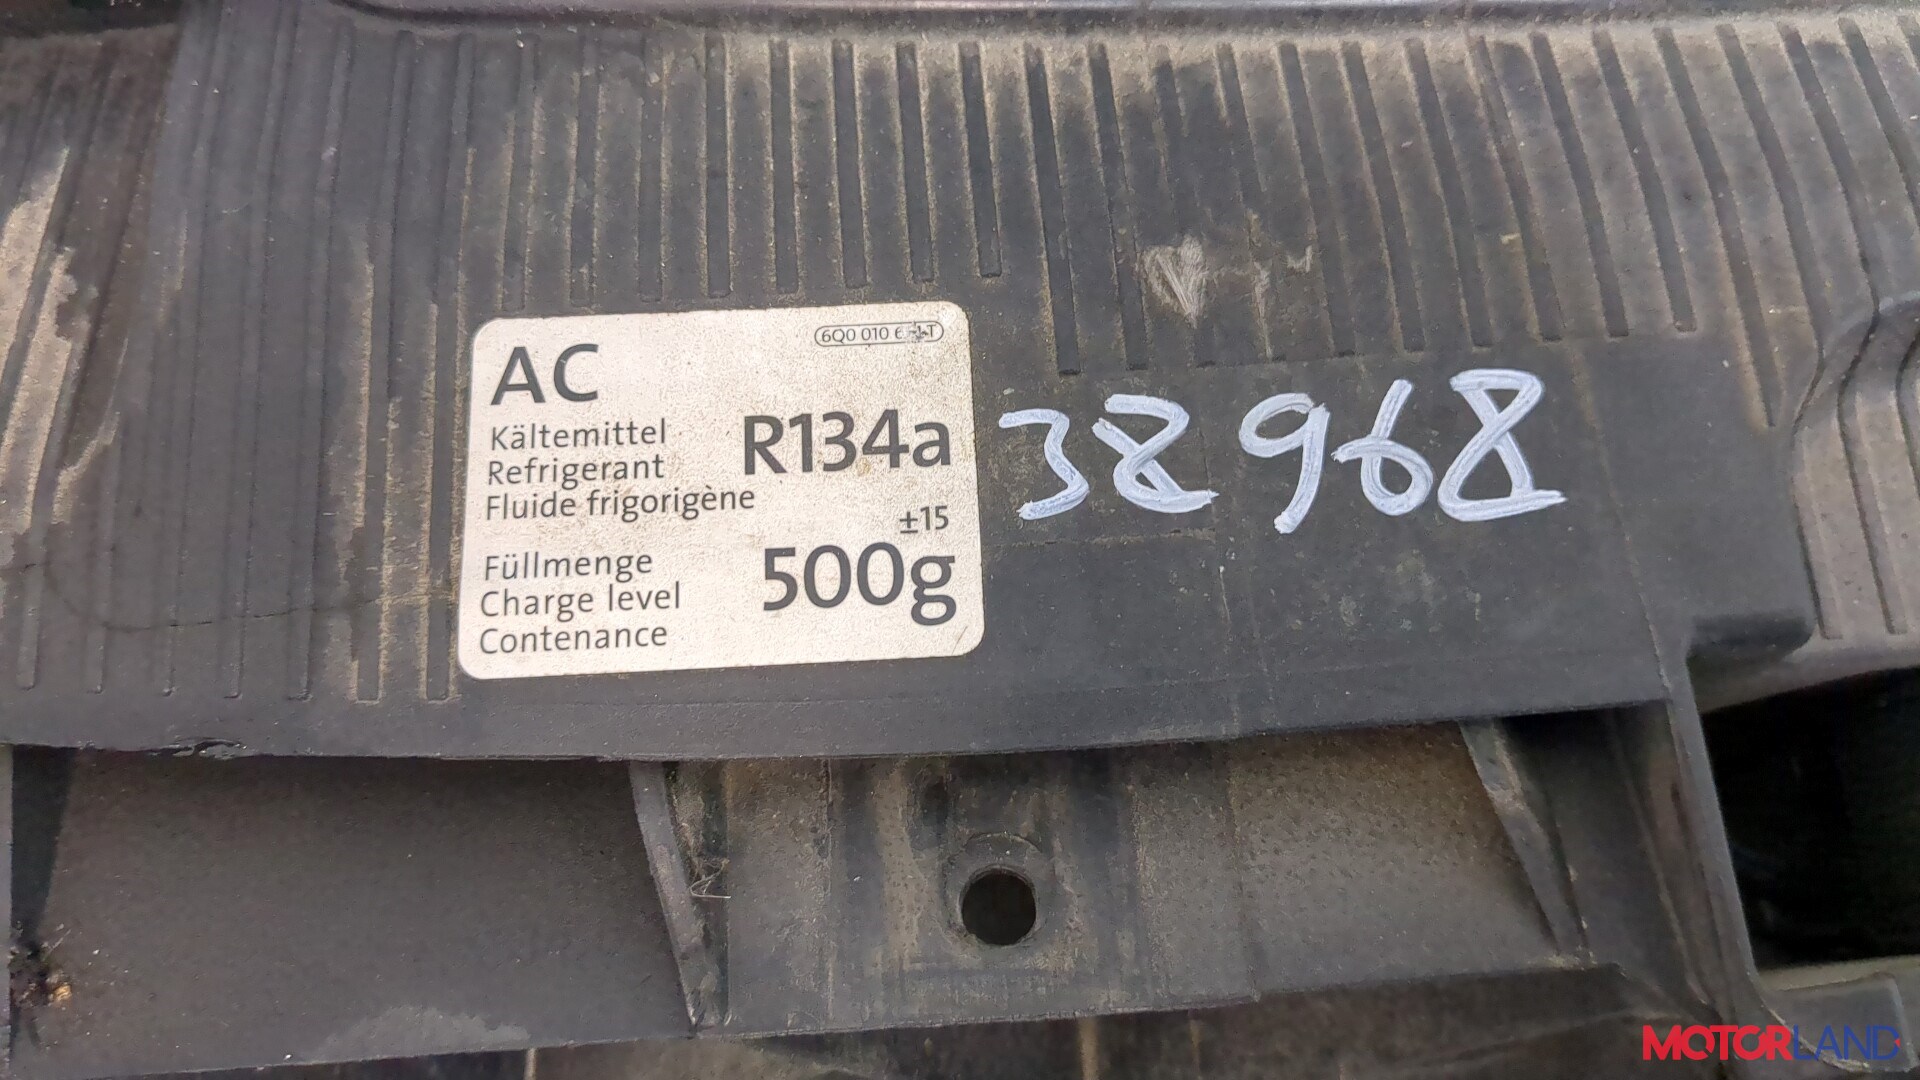 AC
Kältemittel
Refrigerant R134a
Fluide frigorigène
±15
Füllmenge
Charge level 500g
Contenance
6Q0 010
38968
MOTORLAND